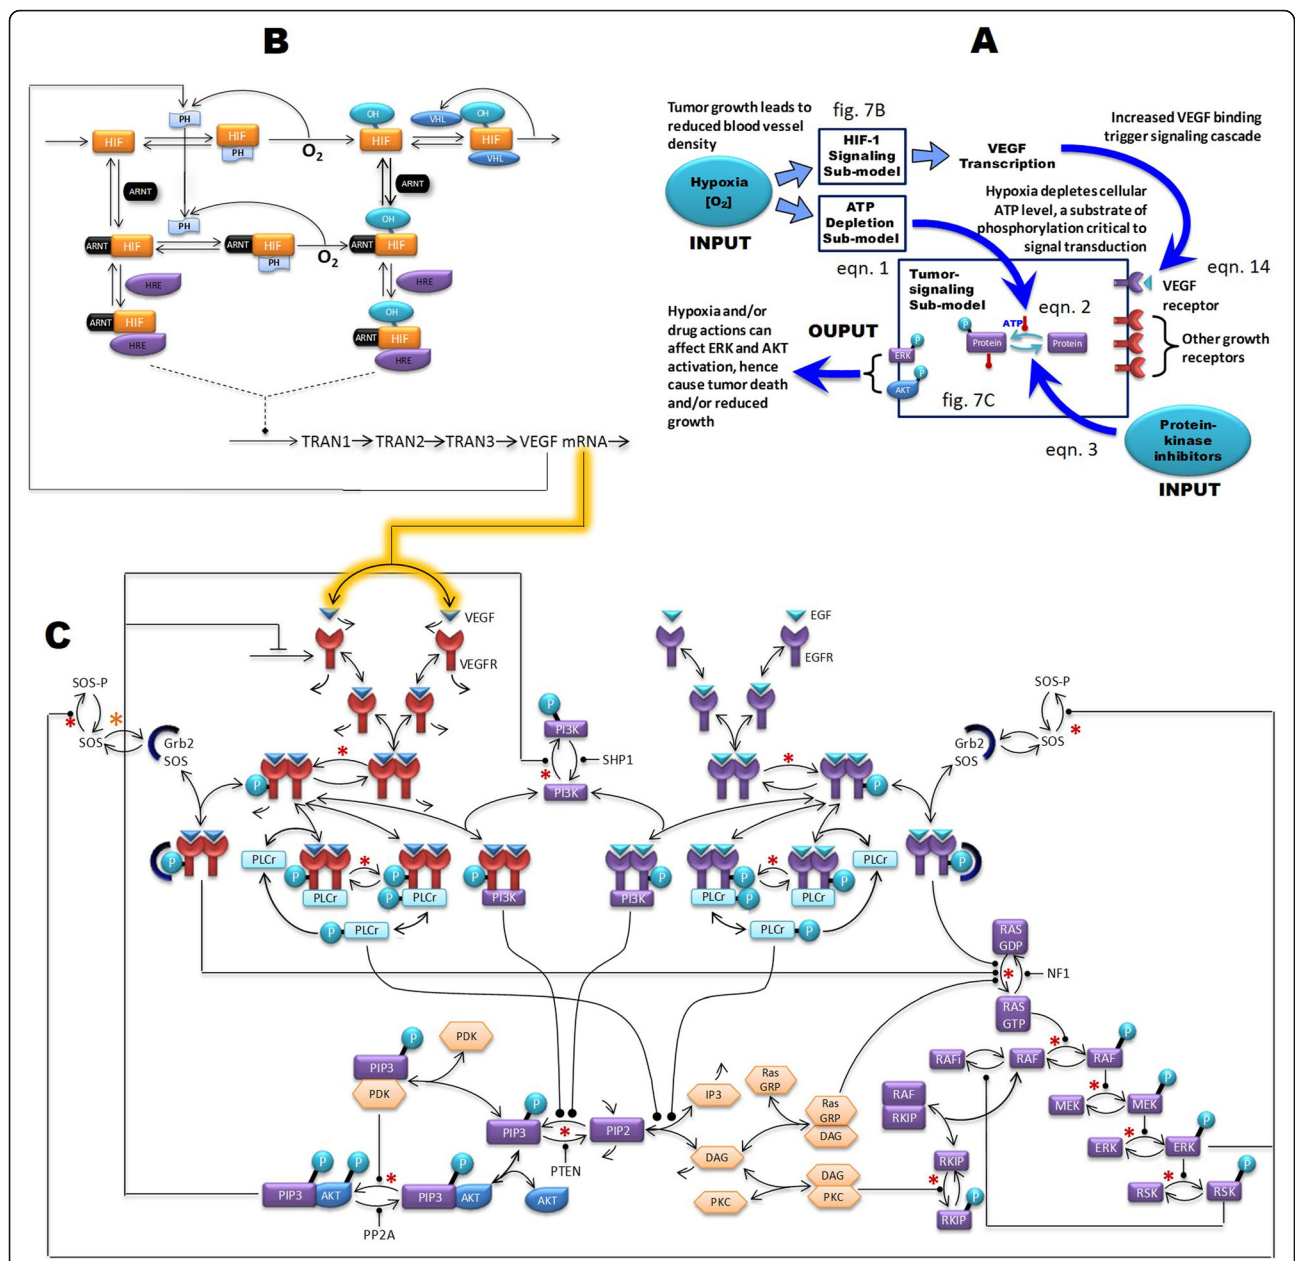 B
A
PH
HIF
HIF
PH
O2
OH
HIF
VHL
OH
HIF
VHL
ARNT
ARNT
PH
ARNT
HIF
ARNT
HIF
PH
O2
OH
ARNT
HIF
HRE
HRE
ARNT
HIF
HRE
OH
ARNT
HIF
HRE
TRAN1
TRAN2
TRAN3
VEGF mRNA
Tumor growth leads to
reduced blood vessel
density
fig. 7B
HIF-1
Signaling
Sub-model
VEGF
Transcription
Increased VEGF binding
trigger signaling cascade
Hypoxia
[O2]
INPUT
ATP
Depletion
Sub-model
eqn. 1
Hypoxia depletes cellular
ATP level, a substrate of
phosphorylation critical to
signal transduction
eqn. 14
Tumor-
signaling
Sub-model
eqn. 2
VEGF
receptor
ATP
P
Protein
Protein
Other growth
receptors
Hypoxia and/or
drug actions can
affect ERK and AKT
activation, hence
cause tumor death
and/or reduced
growth
OUPUT
P
ERK
P
AKT
fig. 7C
eqn. 3
Protein-
kinase
inhibitors
INPUT
C
VEGF
VEGFR
EGF
EGFR
SOS-P
*
*
SOS
Grb2
SOS
P
*
P
PI3K
SHP1
*
PI3K
*
P
Grb2
SOS
SOS
SOS-P
*
P
PLCr
P
PLCr
*
P
P
PLCr
P
PI3K
P
PI3K
P
P
PLCr
*
P
PLCr
PLCr
P
P
PLCr
PLCr
P
RAS
GDP
*
NF1
RAS
GTP
P
PIP3
PDK
PDK
P
PIP3
*
PTEN
PIP2
IP3
Ras
GRP
Ras
GRP
DAG
DAG
PKC
DAG
PKC
RAFi
RAF
*
RAF
P
RAF
RKIP
RKIP
*
RKIP
P
MEK
*
MEK
P
ERK
*
ERK
P
RSK
*
RSK
P
P
P
PIP3
AKT
*
PP2A
P
PIP3
AKT
AKT